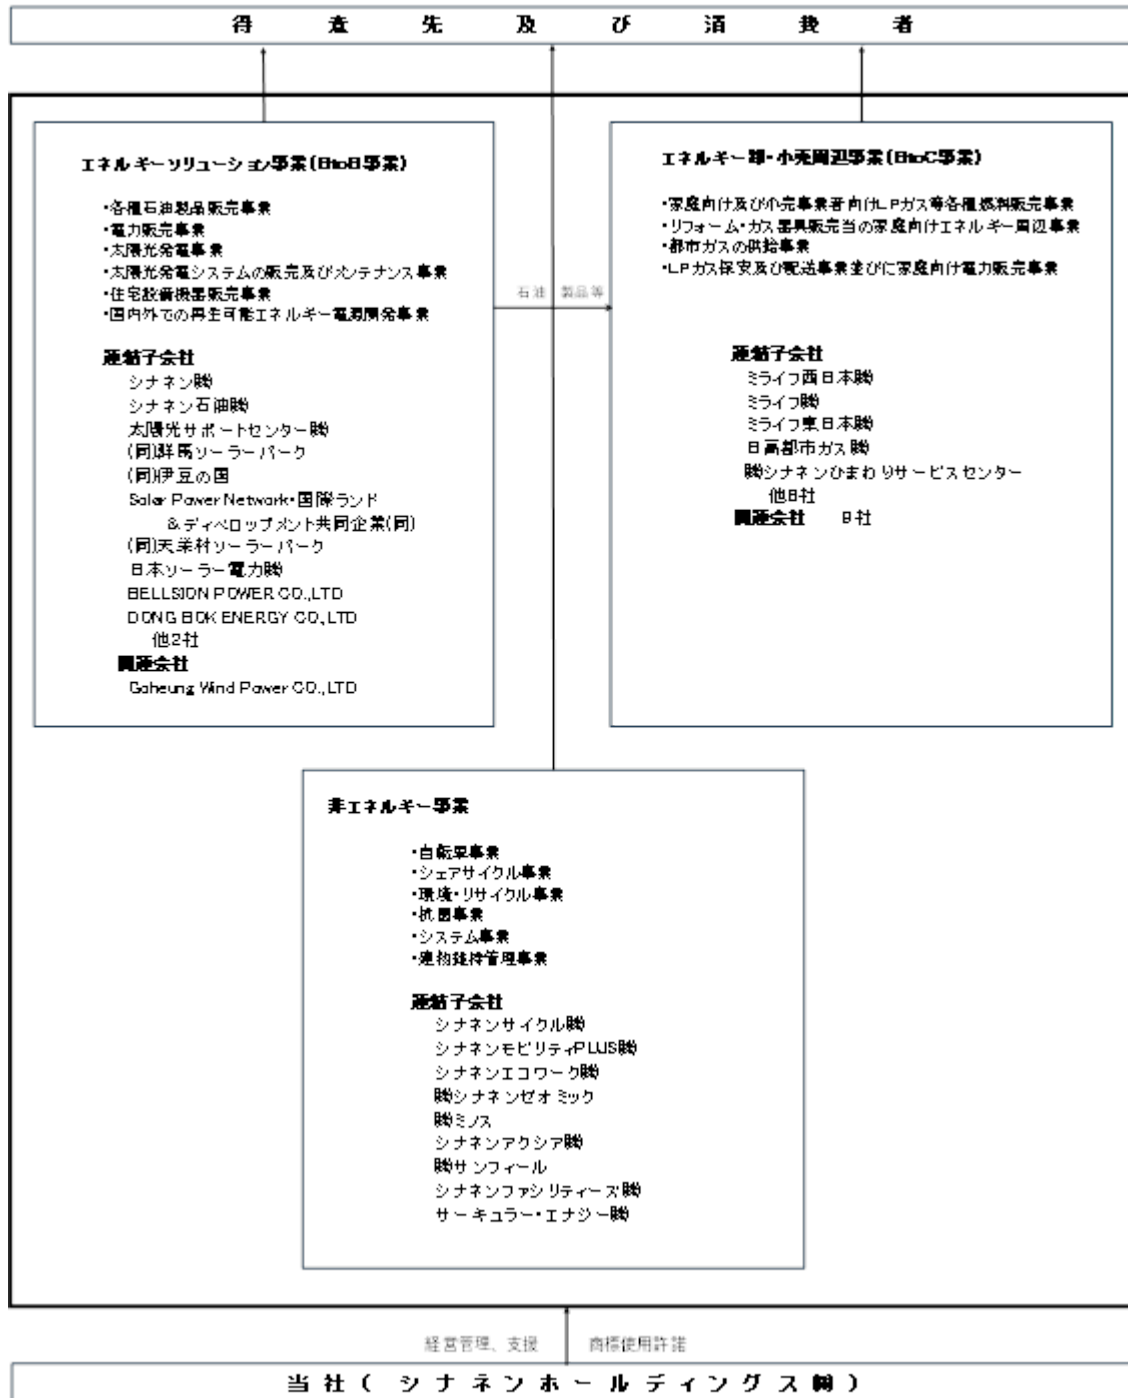 得意先及び消費者
エネルギーソリューション事業(BtoB事業)
・各種石油製品販売事業
・電力販売事業
・太陽光発電事業
・太陽光発電システムの販売及びメンテナンス事業
・住宅設備機器販売事業
・国内外での再生可能エネルギー電源開発事業
連結子会社
シナネン㈱
シナネン石油㈱
太陽光サポートセンター㈱
(同)群馬ソーラーパーク
(同)伊豆の国
Solar Power Network・国際ランド
&ディベロップメント共同企業(同)
(同)天栄村ソーラーパーク
日本ソーラー電力㈱
BELLSION POWER CO.,LTD
DONG BOK ENERGY CO.,LTD
他2社
関連会社
Goheung Wind Power CO.,LTD
石油製品等
エネルギー卸・小売周辺事業(BtoC事業)
・家庭向け及び小売事業者向けLPガス等各種燃料販売事業
・リフォーム・ガス器具販売当の家庭向けエネルギー周辺事業
・都市ガスの供給事業
・LPガス保安及び配送事業並びに家庭向け電力販売事業
連結子会社
ミライフ西日本㈱
ミライフ㈱
ミライフ東日本㈱
日高都市ガス㈱
㈱シナネンひまわりサービスセンター
他8社
関連会社 9社
非エネルギー事業
・自転車事業
・シェアサイクル事業
・環境・リサイクル事業
・抗菌事業
・システム事業
・建物維持管理事業
連結子会社
シナネンサイクル㈱
シナネンモビリティPLUS㈱
シナネンエコワーク㈱
㈱シナネンゼオミック
㈱ミノス
シナネンアクシア㈱
㈱サンフィール
シナネンファシリティーズ㈱
サーキュラー・エナジー㈱
経営管理、支援 商標使用許諾
当社(シナネンホールディングス㈱)